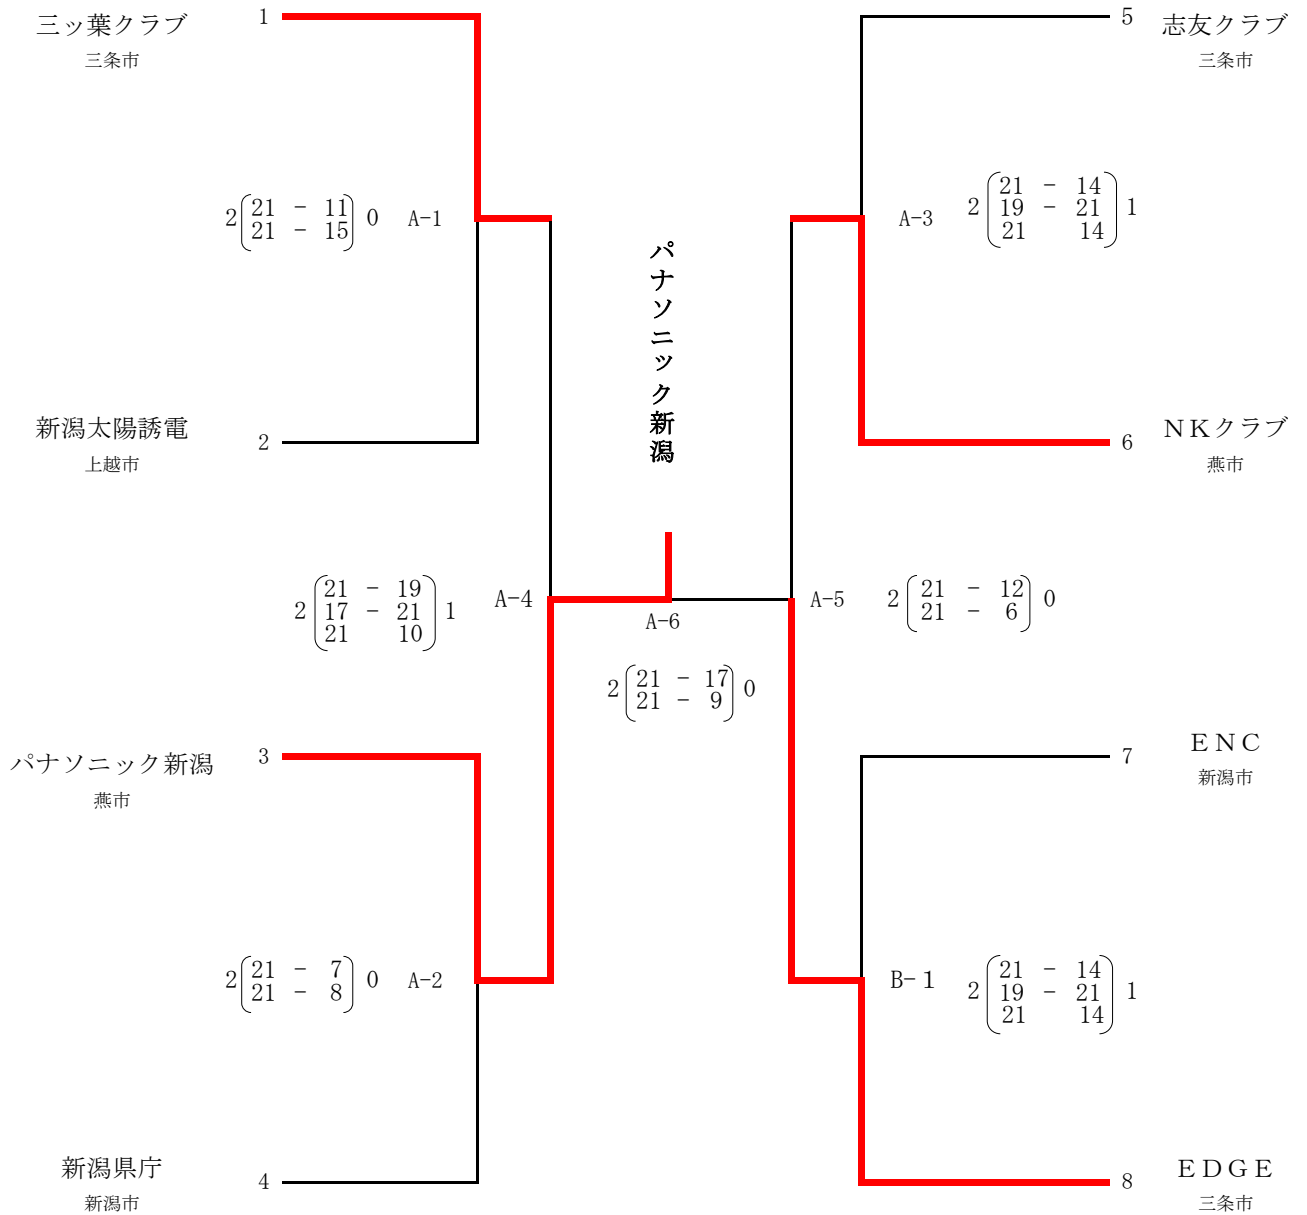 三ッ葉クラブ 1
三条市
5 志友クラブ
三条市
2 21 - 11 0 A-1
21 - 15
A-3 2 21 - 14 1
19 - 21
21 14
パナソニック新潟
新潟太陽誘電 2
上越市
6 NKクラブ
燕市
2 21 - 19 1 A-4
17 - 21
21 10
A-5 2 21 - 12 0
21 - 6
A-6
2 21 - 17 0
21 - 9
パナソニック新潟 3
燕市
7 ENC
新潟市
2 21 - 7 0 A-2
21 - 8
B-1 2 21 - 14 1
19 - 21
21 14
新潟県庁 4
新潟市
8 EDGE
三条市